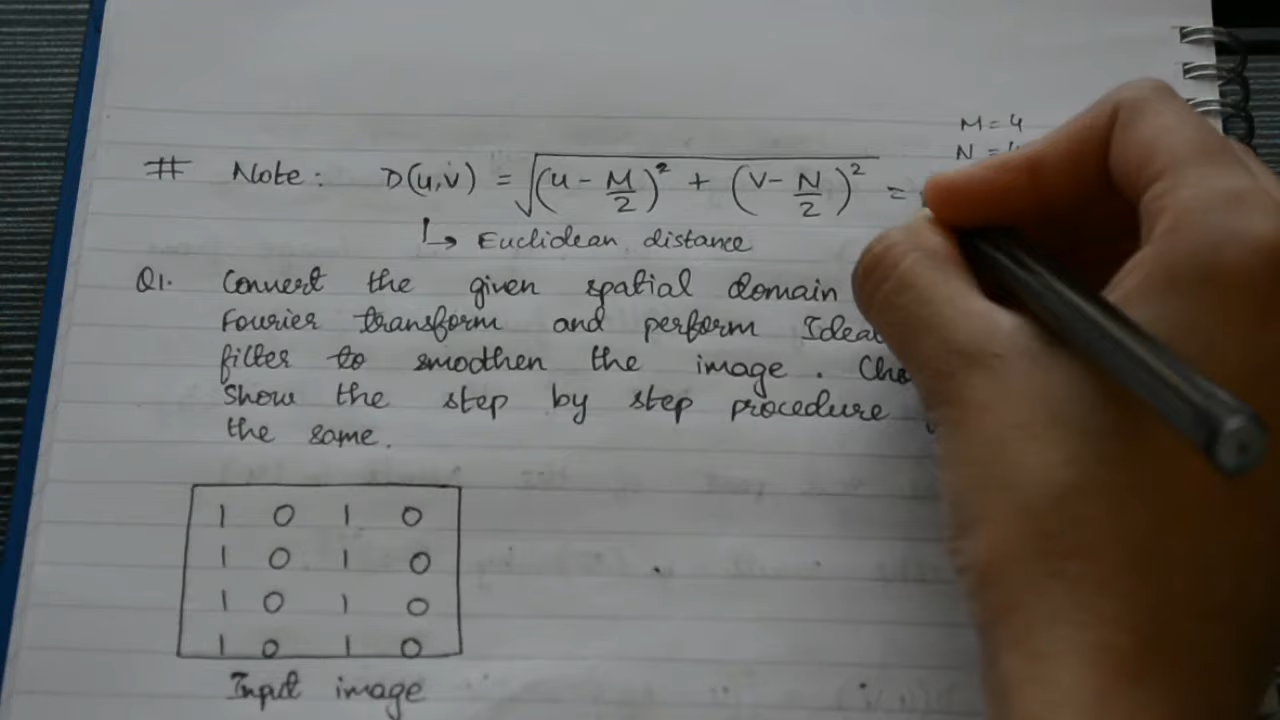 M = 4
N =
# Note: D(u,v) = √((u - M/2)² + (v - N/2)²) =
↳ Euclidean distance
Q1. Convert the given spatial domain
Fourier transform and perform Ideal
filter to smoothen the image.
show the step by step procedure
the same.
1 0 1 0
1 0 1 0
1 0 1 0
1 0 1 0
Input image